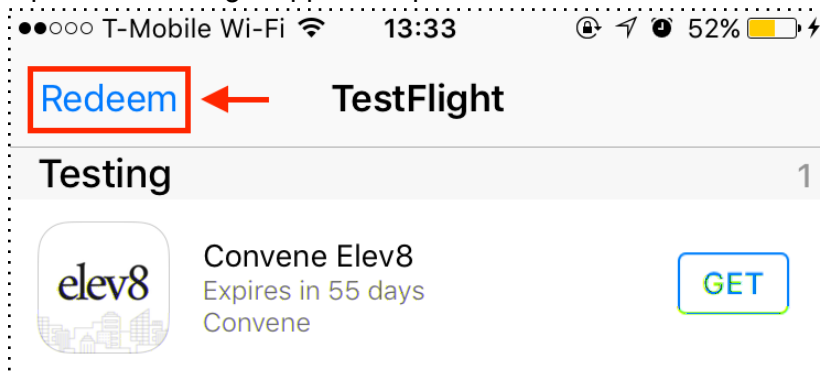 T-Mobile Wi-Fi 13:33 52%
Redeem TestFlight
Testing 1
elev8
Convene Elev8
Expires in 55 days
Convene
GET